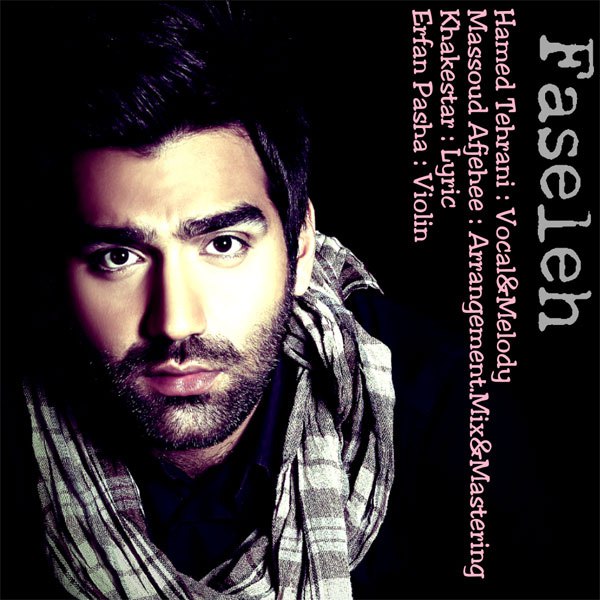 Faseleh
Hamed Tehrani : Vocal&Melody
Massoud Afjehee : Arrangement.Mix&Mastering
Khakestar : Lyric
Erfan Pasha : Violin